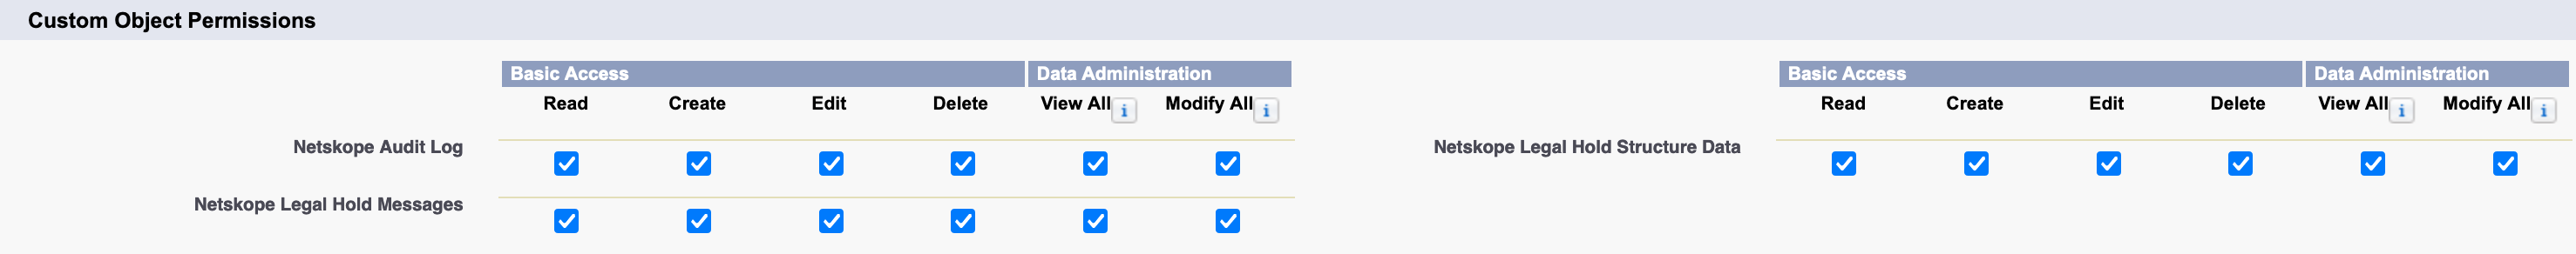 Custom Object Permissions
Basic Access Data Administration
Read Create Edit Delete View All i Modify All i
Netskope Audit Log
Netskope Legal Hold Messages
Basic Access Data Administration
Read Create Edit Delete View All i Modify All i
Netskope Legal Hold Structure Data